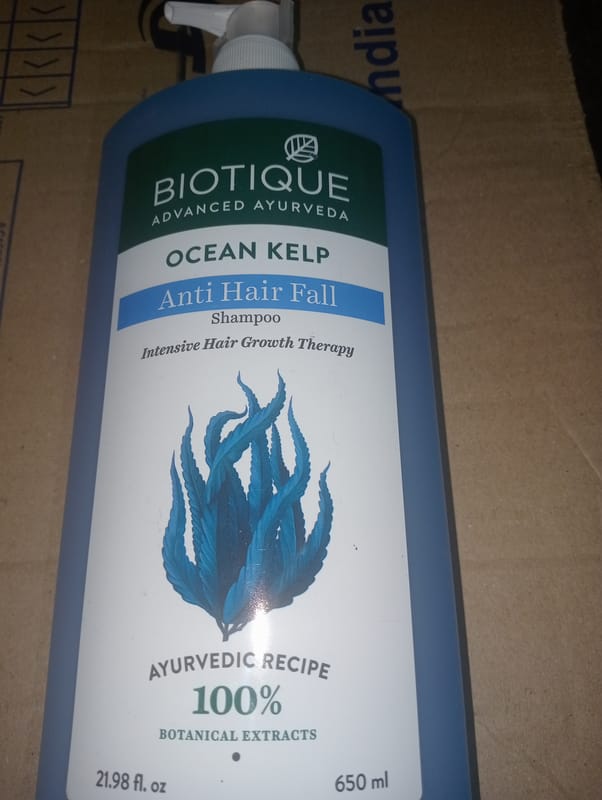 ndia
BIOTIQUE
ADVANCED AYURVEDA
OCEAN KELP
Anti Hair Fall
Shampoo
Intensive Hair Growth Therapy
AYURVEDIC RECIPE
100%
BOTANICAL EXTRACTS
21.98 fl. oz
650 ml